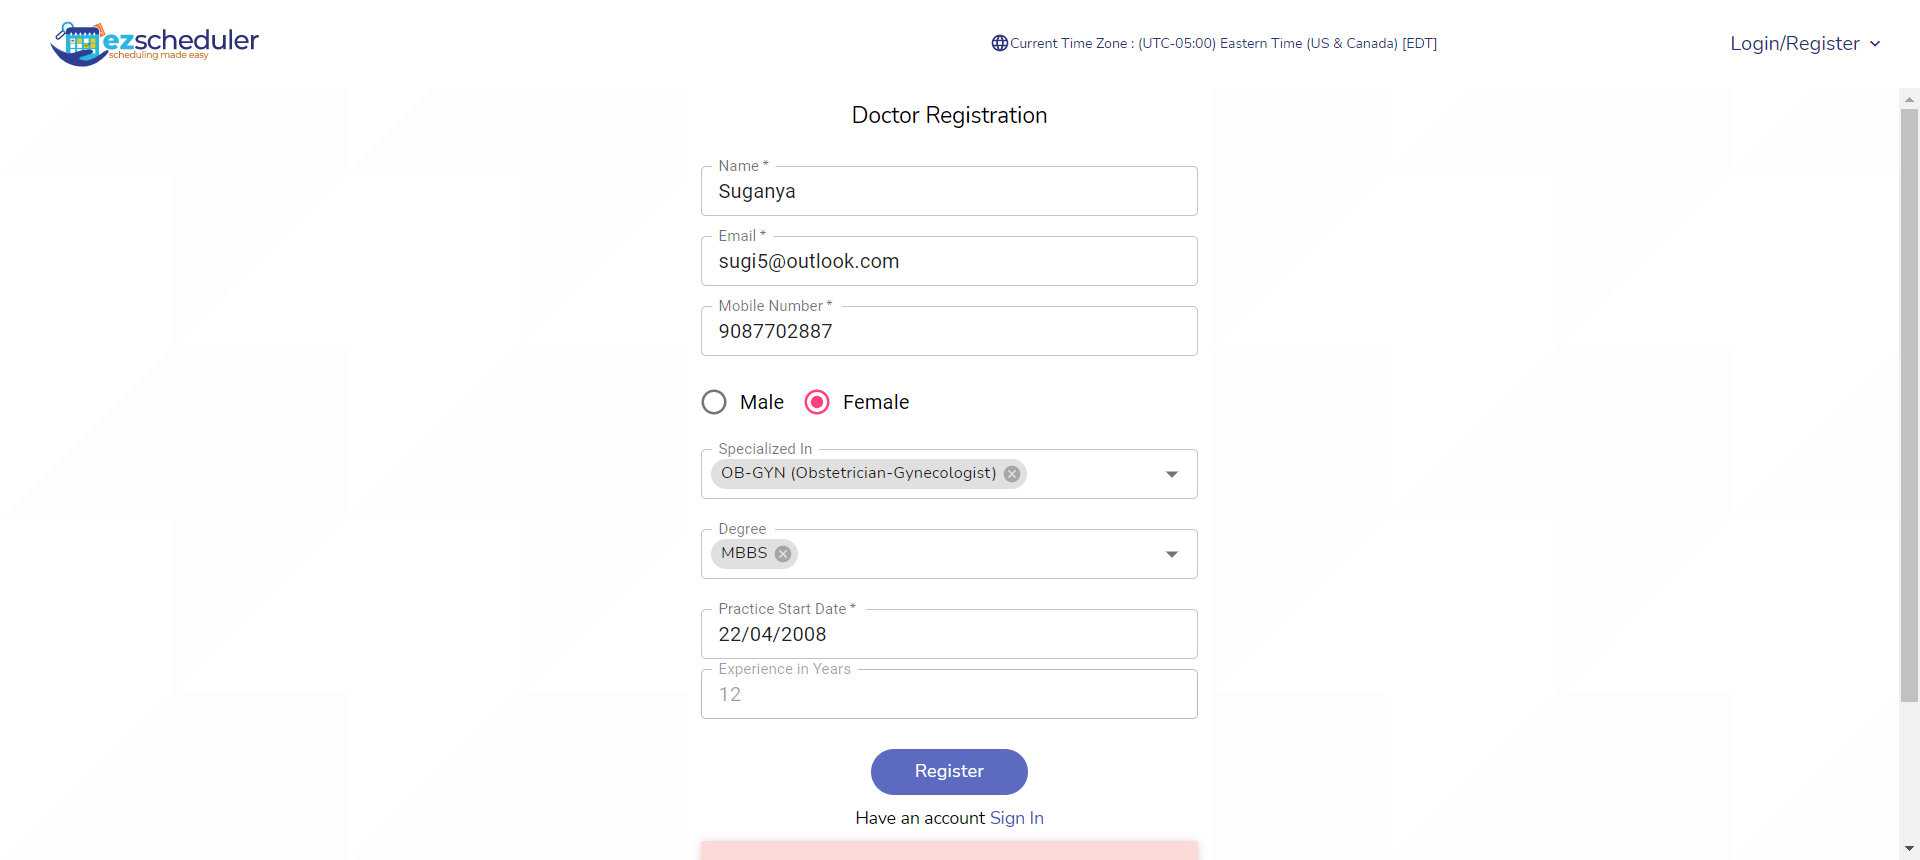 ezscheduler
scheduling made easy
Current Time Zone : (UTC-05:00) Eastern Time (US & Canada) [EDT]
Login/Register
Doctor Registration
Name *
Suganya
Email *
sugi5@outlook.com
Mobile Number *
9087702887
Male Female
Specialized In
OB-GYN (Obstetrician-Gynecologist)
Degree
MBBS
Practice Start Date *
22/04/2008
Experience in Years
12
Register
Have an account Sign In